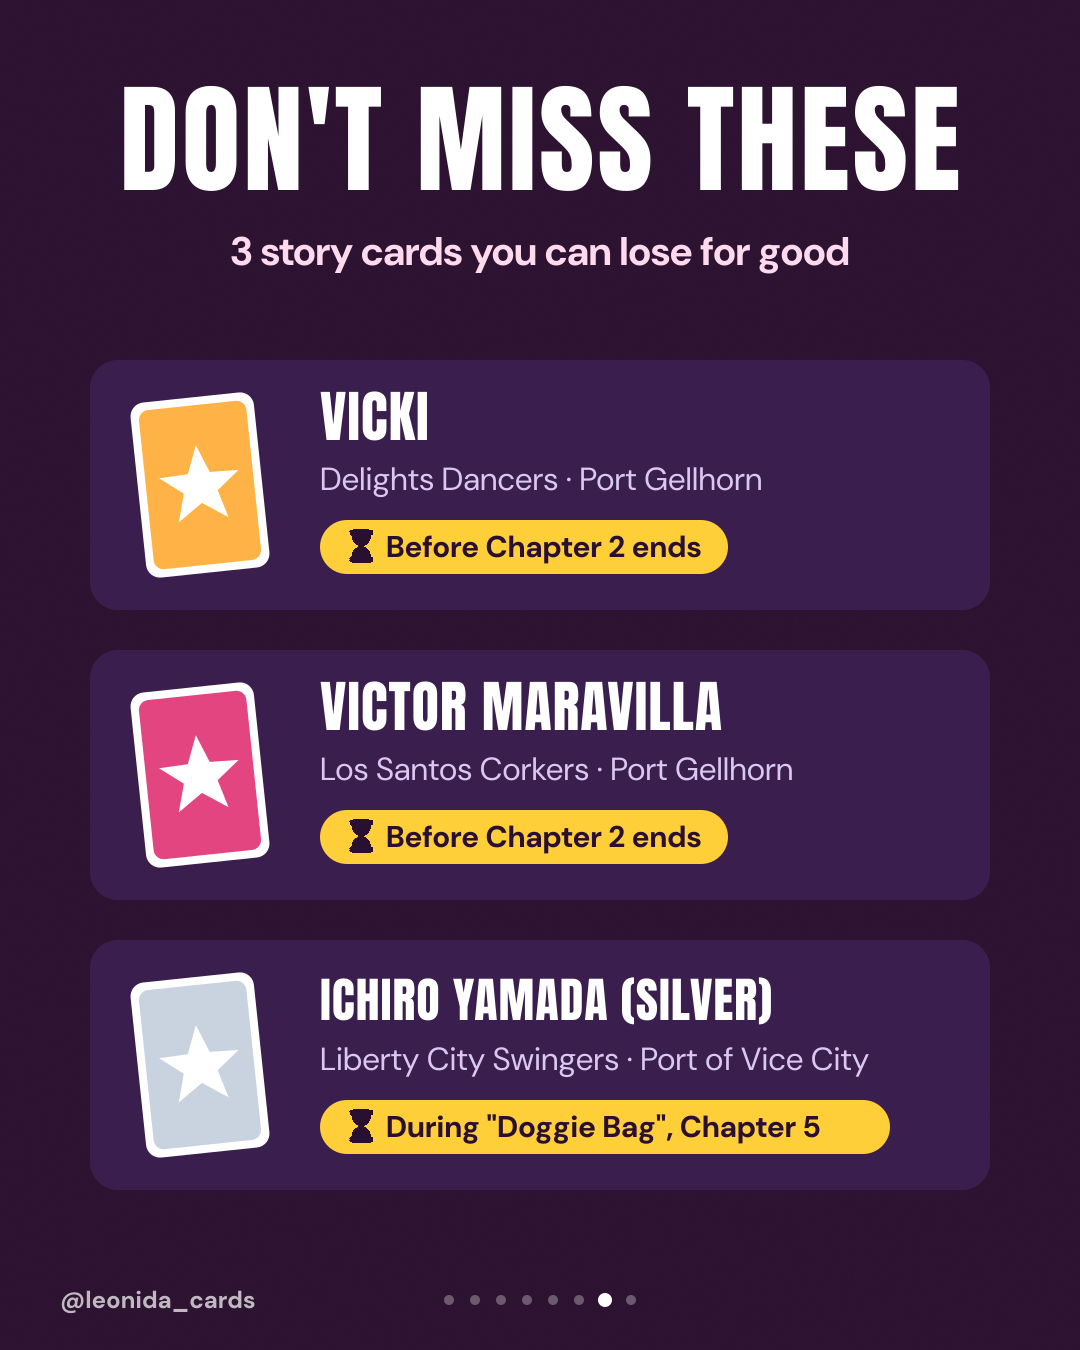 DON'T MISS THESE
3 story cards you can lose for good
VICKI
Delights Dancers · Port Gellhorn
⌛ Before Chapter 2 ends
VICTOR MARAVILLA
Los Santos Corkers · Port Gellhorn
⌛ Before Chapter 2 ends
ICHIRO YAMADA (SILVER)
Liberty City Swingers · Port of Vice City
⌛ During "Doggie Bag", Chapter 5
@leonida_cards